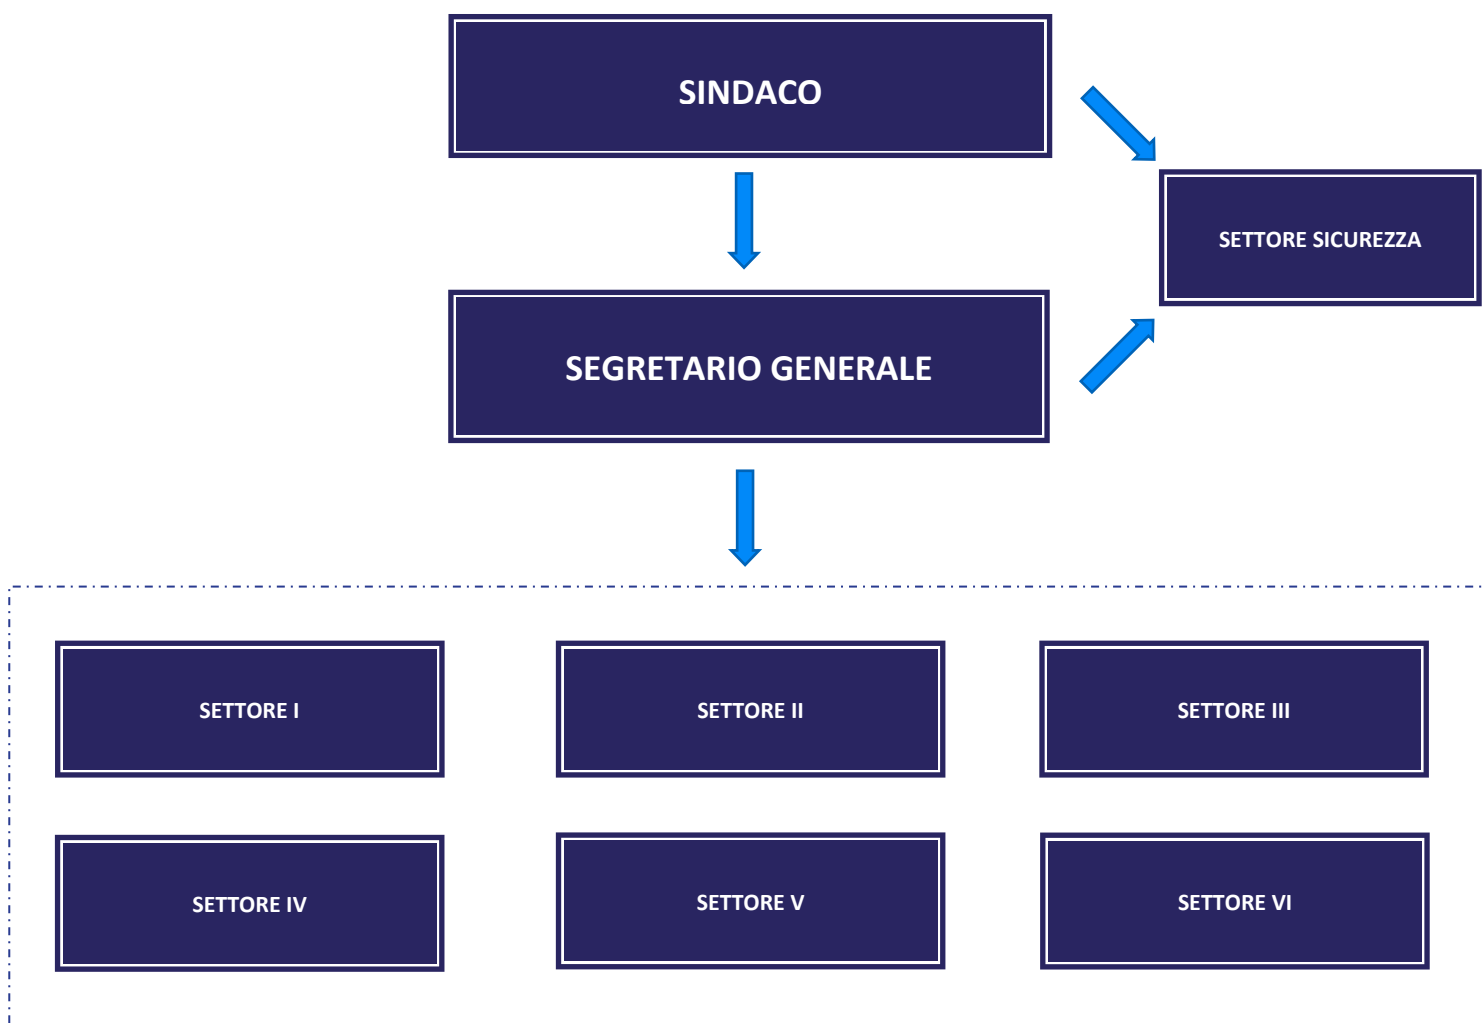 SINDACO
SETTORE SICUREZZA
SEGRETARIO GENERALE
SETTORE I
SETTORE II
SETTORE III
SETTORE IV
SETTORE V
SETTORE VI